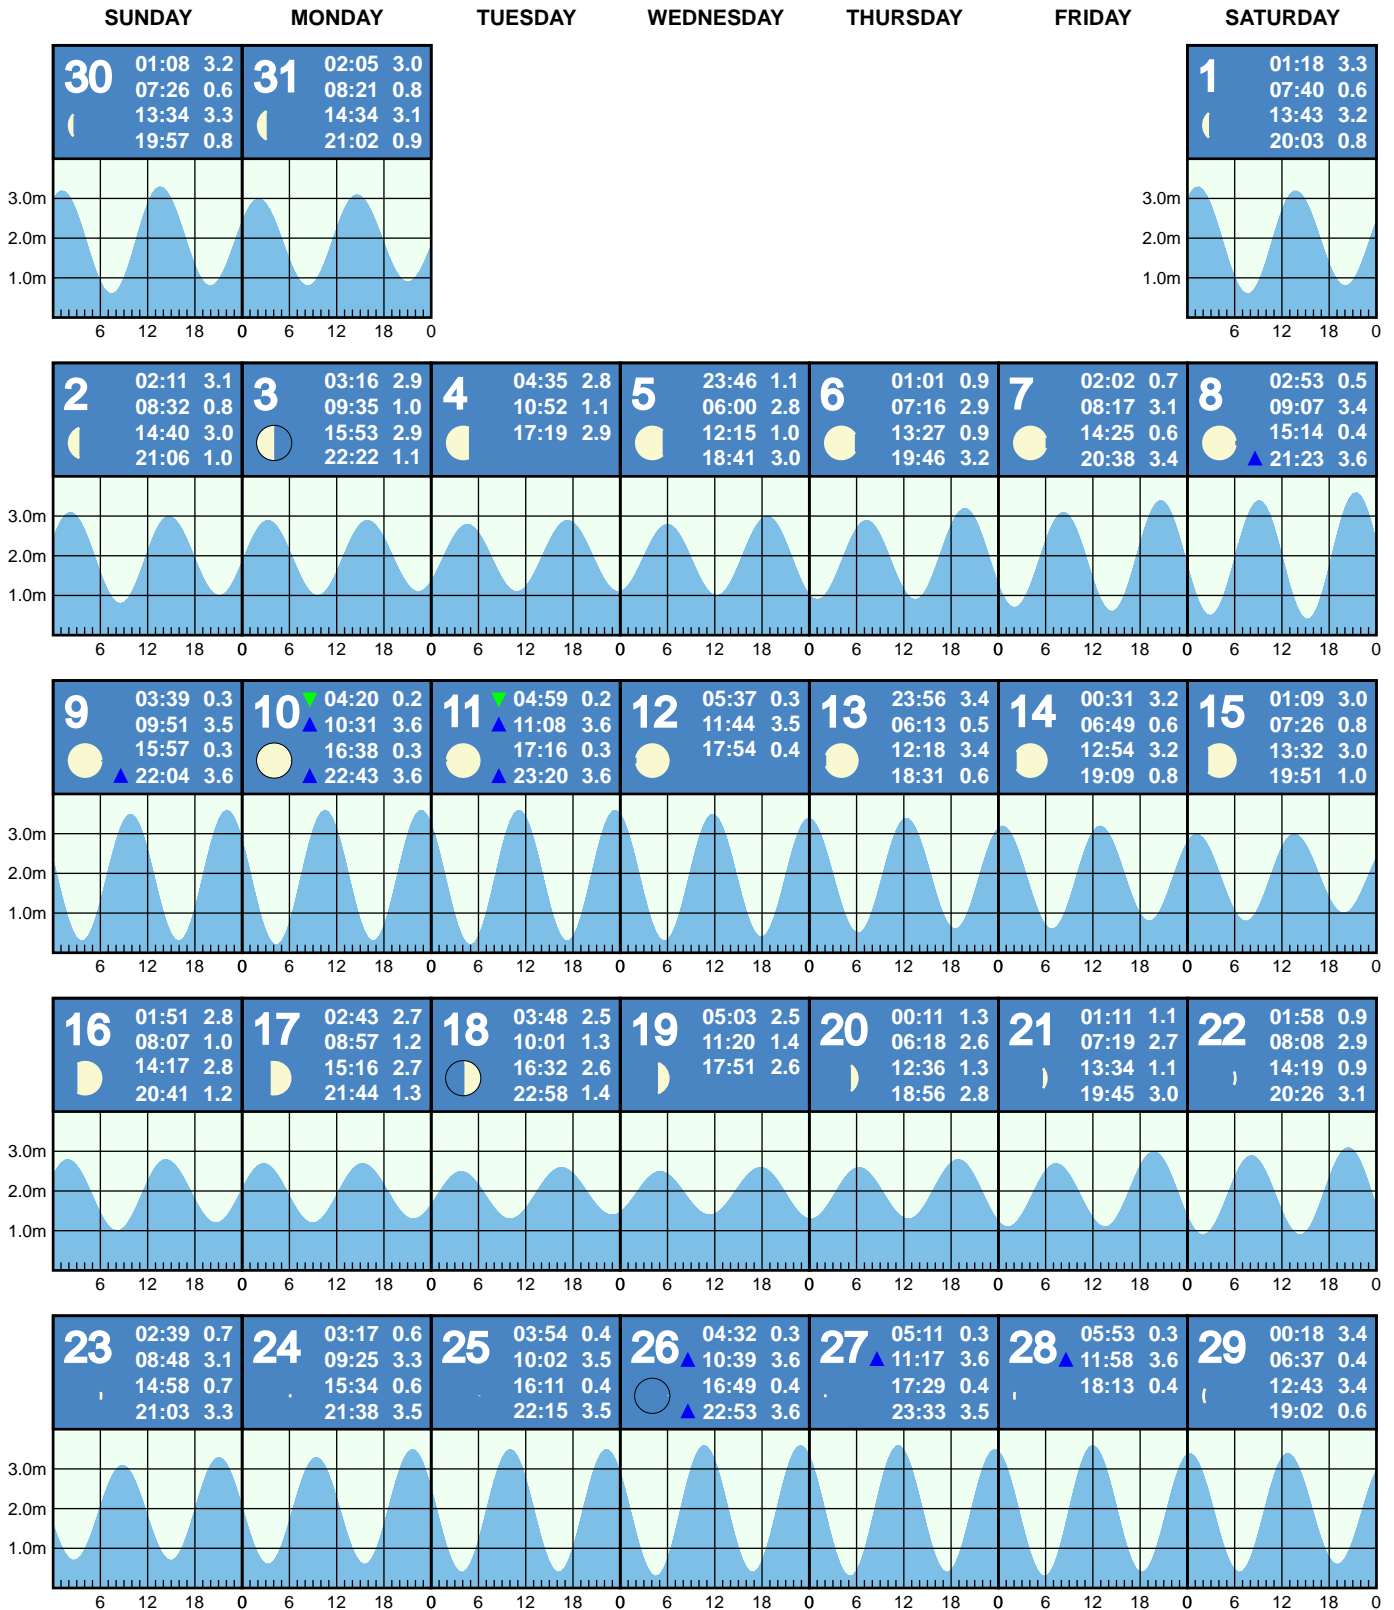 SUNDAY MONDAY TUESDAY WEDNESDAY THURSDAY FRIDAY SATURDAY
30 01:08 3.2
07:26 0.6
13:34 3.3
19:57 0.8
31 02:05 3.0
08:21 0.8
14:34 3.1
21:02 0.9
1 01:18 3.3
07:40 0.6
13:43 3.2
20:03 0.8
3.0m 3.0m
2.0m 2.0m
1.0m 1.0m
6 12 18 0 6 12 18 0 6 12 18 0
2 02:11 3.1
08:32 0.8
14:40 3.0
21:06 1.0
3 03:16 2.9
09:35 1.0
15:53 2.9
22:22 1.1
4 04:35 2.8
10:52 1.1
17:19 2.9
5 23:46 1.1
06:00 2.8
12:15 1.0
18:41 3.0
6 01:01 0.9
07:16 2.9
13:27 0.9
19:46 3.2
7 02:02 0.7
08:17 3.1
14:25 0.6
20:38 3.4
8 02:53 0.5
09:07 3.4
15:14 0.4
21:23 3.6
3.0m
2.0m
1.0m
6 12 18 0 6 12 18 0 6 12 18 0 6 12 18 0 6 12 18 0 6 12 18 0 6 12 18 0
9 03:39 0.3
09:51 3.5
15:57 0.3
22:04 3.6
10 04:20 0.2
10:31 3.6
16:38 0.3
22:43 3.6
11 04:59 0.2
11:08 3.6
17:16 0.3
23:20 3.6
12 05:37 0.3
11:44 3.5
17:54 0.4
13 23:56 3.4
06:13 0.5
12:18 3.4
18:31 0.6
14 00:31 3.2
06:49 0.6
12:54 3.2
19:09 0.8
15 01:09 3.0
07:26 0.8
13:32 3.0
19:51 1.0
3.0m
2.0m
1.0m
6 12 18 0 6 12 18 0 6 12 18 0 6 12 18 0 6 12 18 0 6 12 18 0 6 12 18 0
16 01:51 2.8
08:07 1.0
14:17 2.8
20:41 1.2
17 02:43 2.7
08:57 1.2
15:16 2.7
21:44 1.3
18 03:48 2.5
10:01 1.3
16:32 2.6
22:58 1.4
19 05:03 2.5
11:20 1.4
17:51 2.6
20 00:11 1.3
06:18 2.6
12:36 1.3
18:56 2.8
21 01:11 1.1
07:19 2.7
13:34 1.1
19:45 3.0
22 01:58 0.9
08:08 2.9
14:19 0.9
20:26 3.1
3.0m
2.0m
1.0m
6 12 18 0 6 12 18 0 6 12 18 0 6 12 18 0 6 12 18 0 6 12 18 0 6 12 18 0
23 02:39 0.7
08:48 3.1
14:58 0.7
21:03 3.3
24 03:17 0.6
09:25 3.3
15:34 0.6
21:38 3.5
25 03:54 0.4
10:02 3.5
16:11 0.4
22:15 3.5
26 04:32 0.3
10:39 3.6
16:49 0.4
22:53 3.6
27 05:11 0.3
11:17 3.6
17:29 0.4
23:33 3.5
28 05:53 0.3
11:58 3.6
18:13 0.4
29 00:18 3.4
06:37 0.4
12:43 3.4
19:02 0.6
3.0m
2.0m
1.0m
6 12 18 0 6 12 18 0 6 12 18 0 6 12 18 0 6 12 18 0 6 12 18 0 6 12 18 0